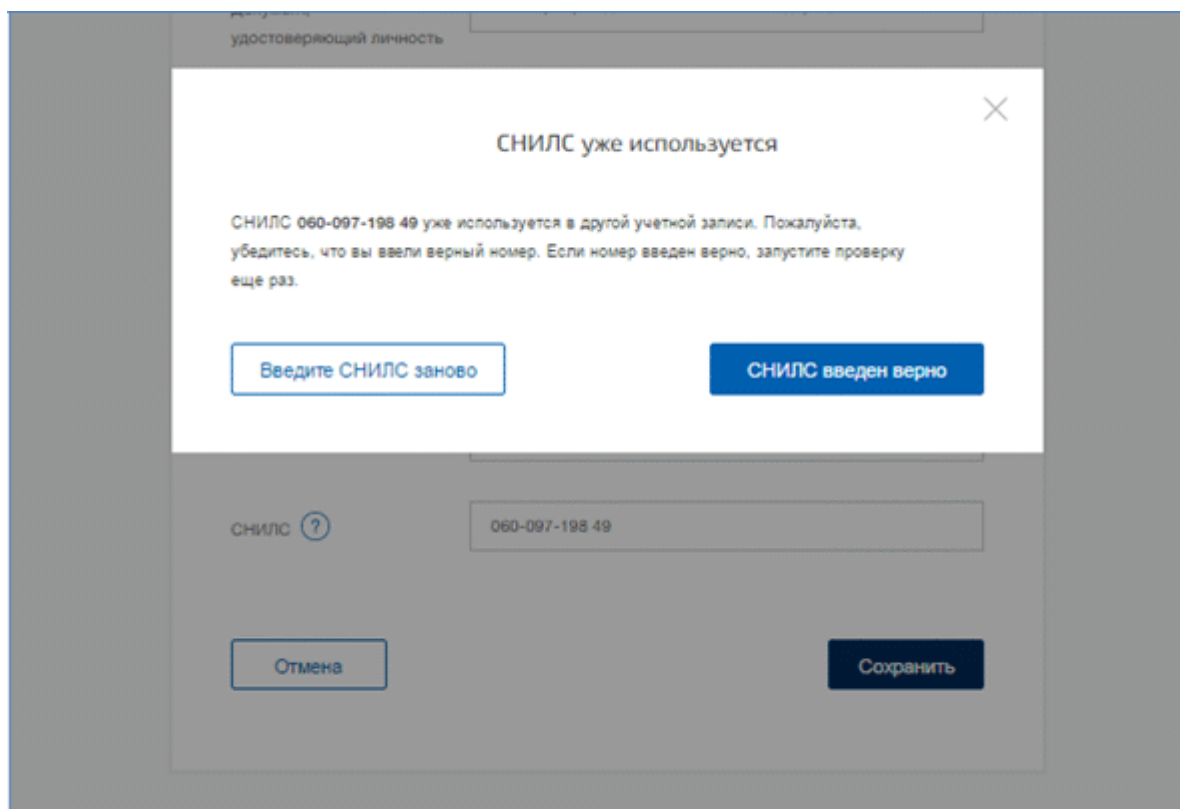 удостоверяющий личность
СНИЛС уже используется
СНИЛС 060-097-198 49 уже используется в другой учетной записи. Пожалуйста,
убедитесь, что вы ввели верный номер. Если номер введен верно, запустите проверку
еще раз.
Введите СНИЛС заново
СНИЛС введен верно
СНИЛС ?
060-097-198 49
Отмена
Сохранить